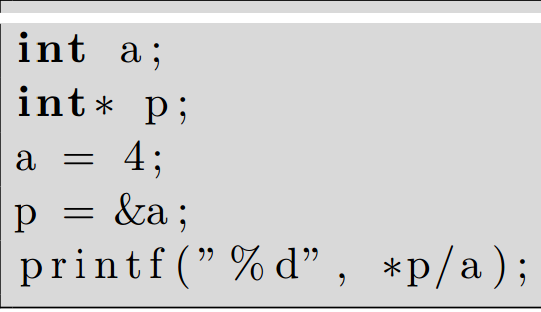 int a;
int* p;
a = 4;
p = &a;
printf("%d", *p/a);